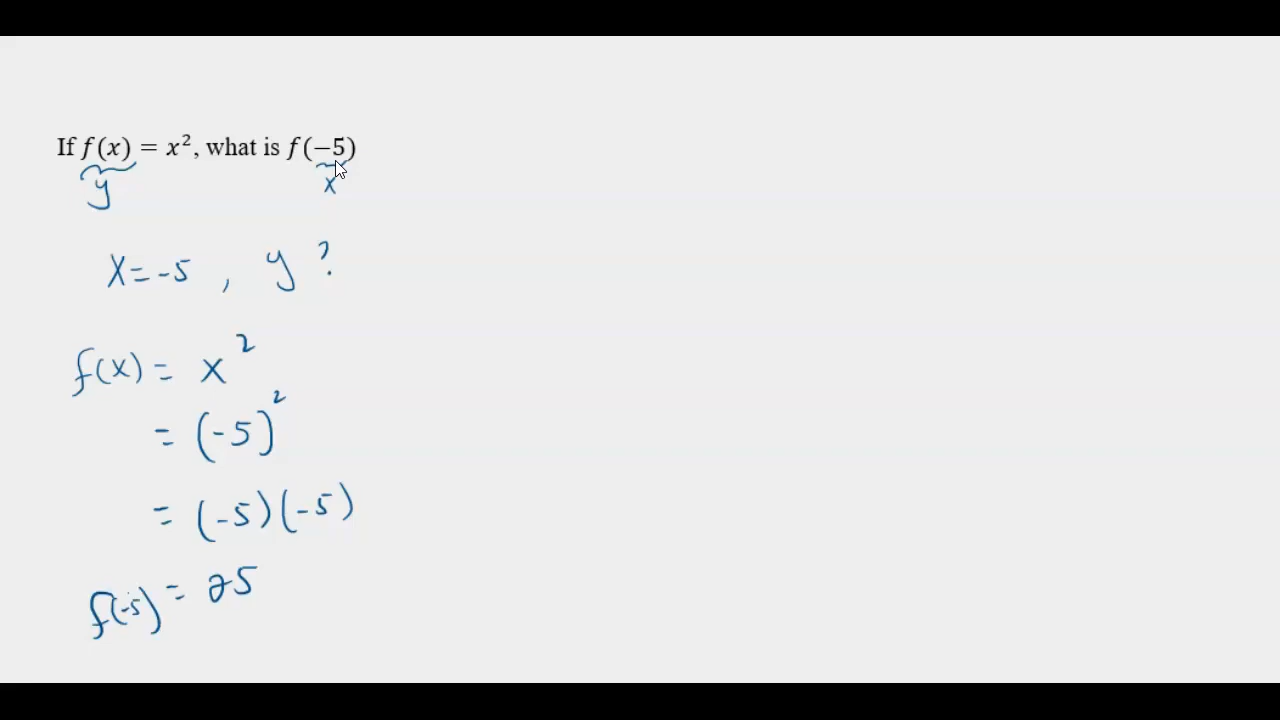 If f(x) = x², what is f(−5)
y
x
x = -5 , y ?
f(x) = x²
= (-5)²
= (-5)(-5)
f(-5) = 25